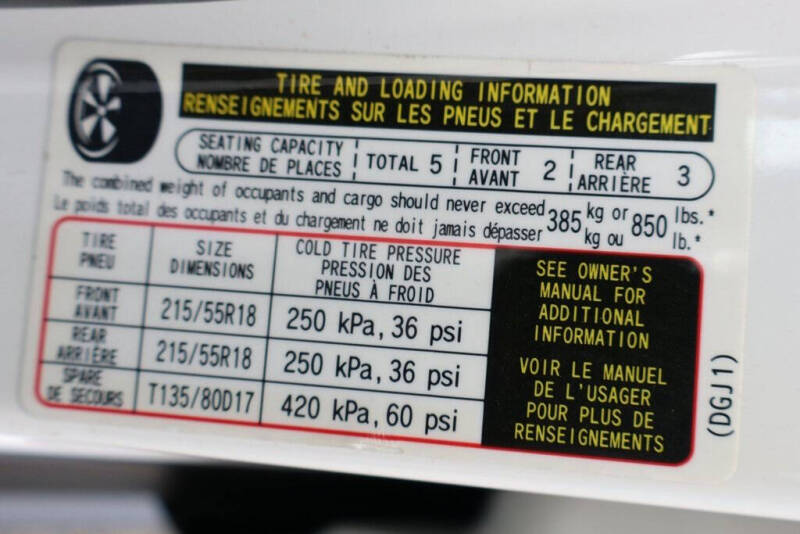 TIRE AND LOADING INFORMATION
RENSEIGNEMENTS SUR LES PNEUS ET LE CHARGEMENT
SEATING CAPACITY
NOMBRE DE PLACES
TOTAL 5
FRONT
AVANT
2
REAR
ARRIÈRE
3
The combined weight of occupants and cargo should never exceed 385 kg or 850 lbs.*
Le poids total des occupants et du chargement ne doit jamais dépasser 385 kg ou 850 lb.*
TIRE
PNEU
SIZE
DIMENSIONS
COLD TIRE PRESSURE
PRESSION DES
PNEUS À FROID
FRONT
AVANT
215/55R18
250 kPa, 36 psi
REAR
ARRIÈRE
215/55R18
250 kPa, 36 psi
SPARE
DE SECOURS
T135/80D17
420 kPa, 60 psi
SEE OWNER'S
MANUAL FOR
ADDITIONAL
INFORMATION
VOIR LE MANUEL
DE L'USAGER
POUR PLUS DE
RENSEIGNEMENTS
(DGJ1)